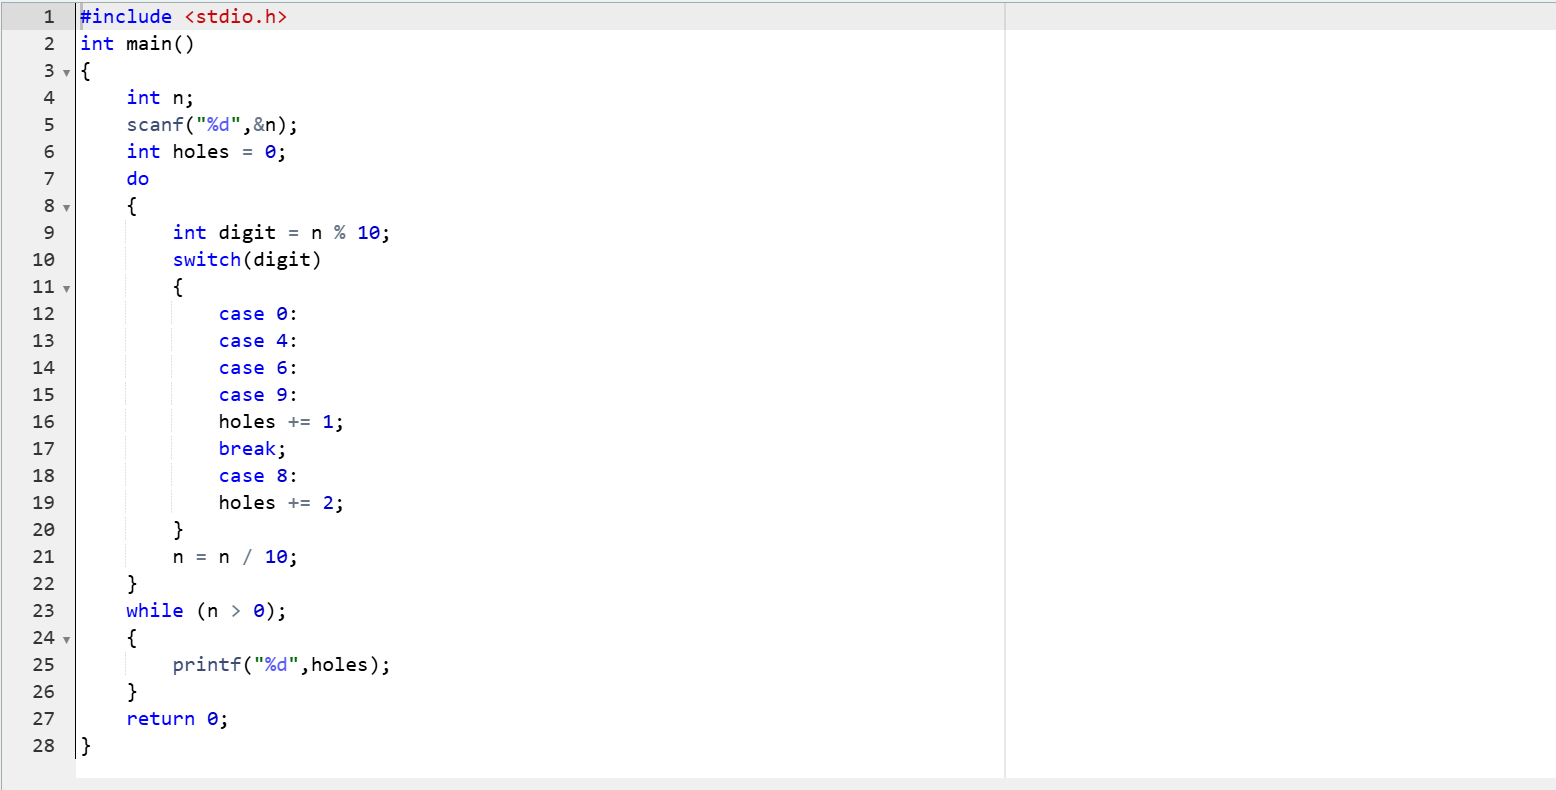 1 #include <stdio.h>
2 int main()
3 {
4     int n;
5     scanf("%d",&n);
6     int holes = 0;
7     do
8     {
9         int digit = n % 10;
10         switch(digit)
11         {
12             case 0:
13             case 4:
14             case 6:
15             case 9:
16             holes += 1;
17             break;
18             case 8:
19             holes += 2;
20         }
21         n = n / 10;
22     }
23     while (n > 0);
24     {
25         printf("%d",holes);
26     }
27     return 0;
28 }